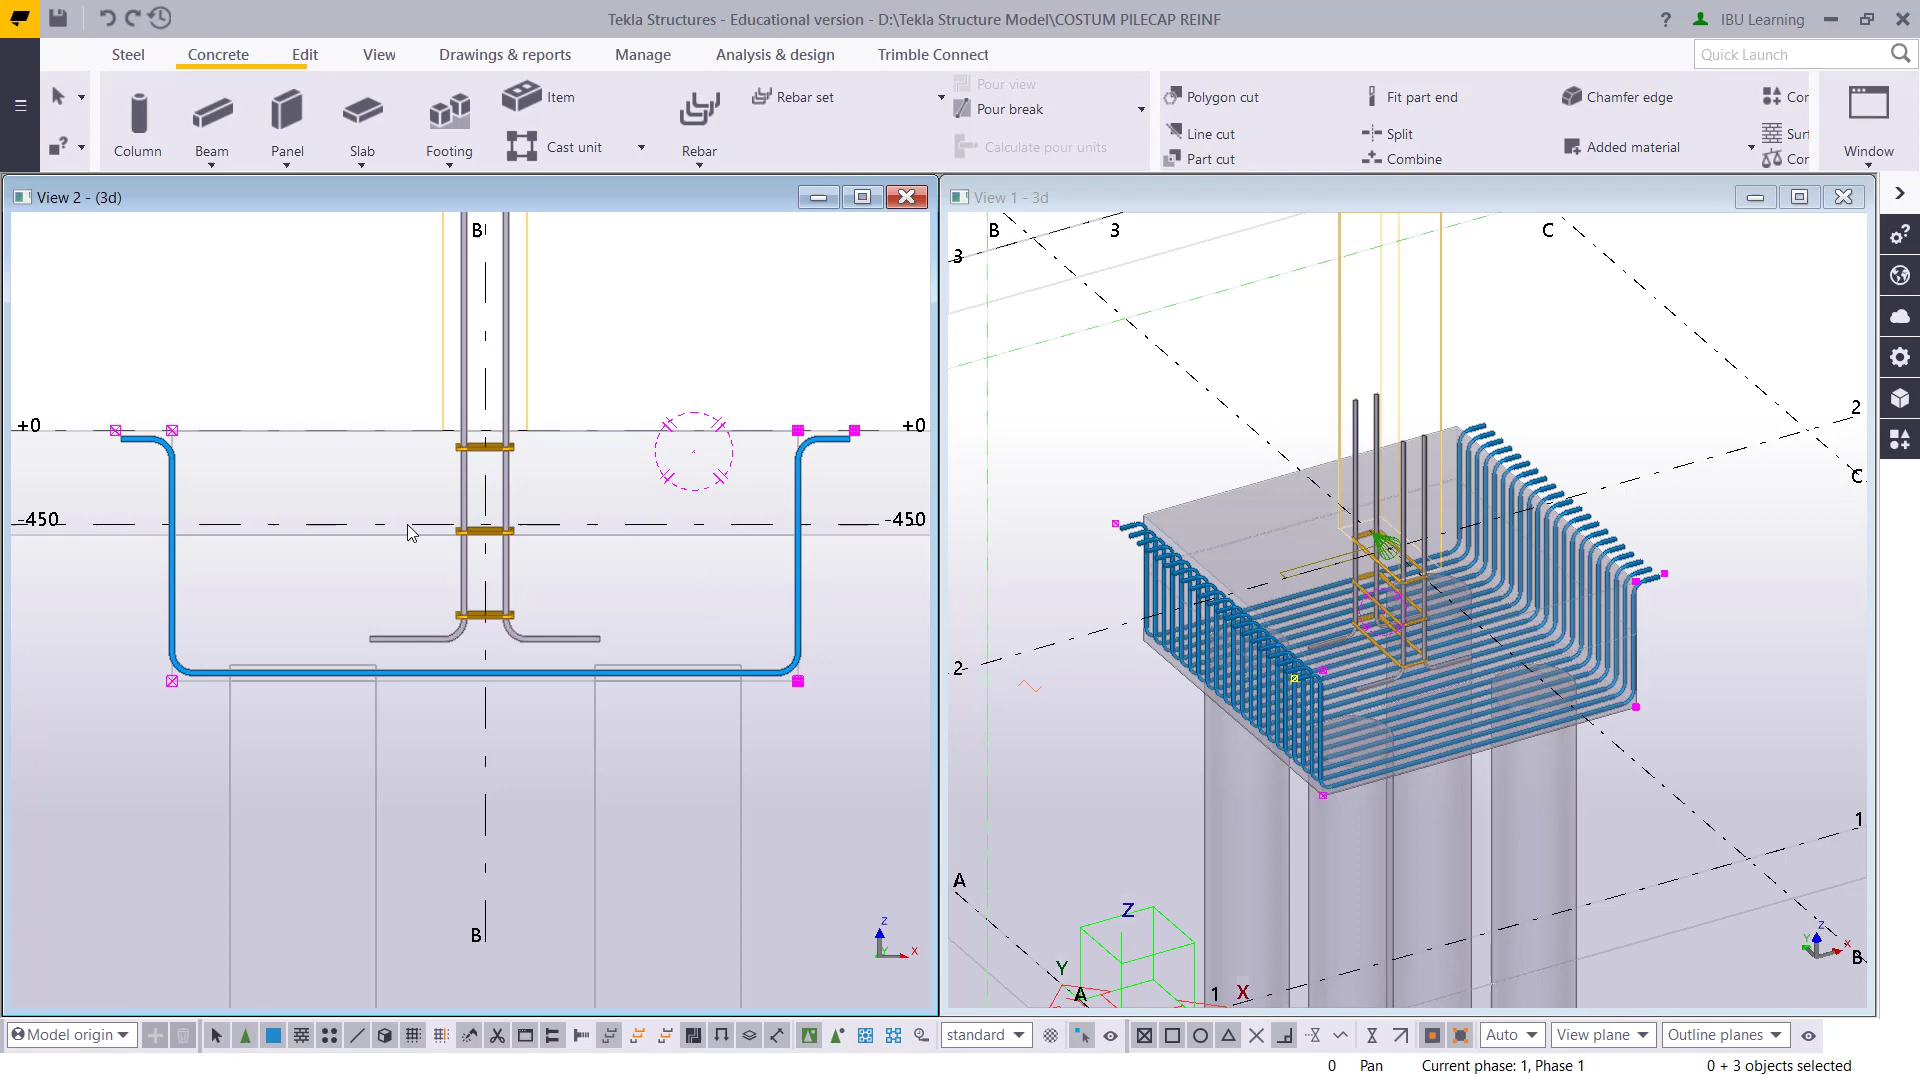 Tekla Structures - Educational version - D:\Tekla Structure Model\COSTUM PILECAP REINF
? IBU Learning
Steel Concrete Edit View Drawings & reports Manage Analysis & design Trimble Connect
Quick Launch
Column
Beam
Panel
Slab
Footing
Item
Cast unit
Rebar
Rebar set
Pour view
Pour break
Calculate pour units
Polygon cut
Line cut
Part cut
Fit part end
Split
Combine
Chamfer edge
Added material
Cor
Surf
Cor
Window
View 2 - (3d)
B
+0 +0
-450 -450
B
Z
Y X
View 1 - 3d
B 3 C
3
2
C
2
1
A
Z
Y
A 1 X
Z
Y X
B
Model origin standard Auto View plane Outline planes
0 Pan Current phase: 1, Phase 1 0 + 3 objects selected